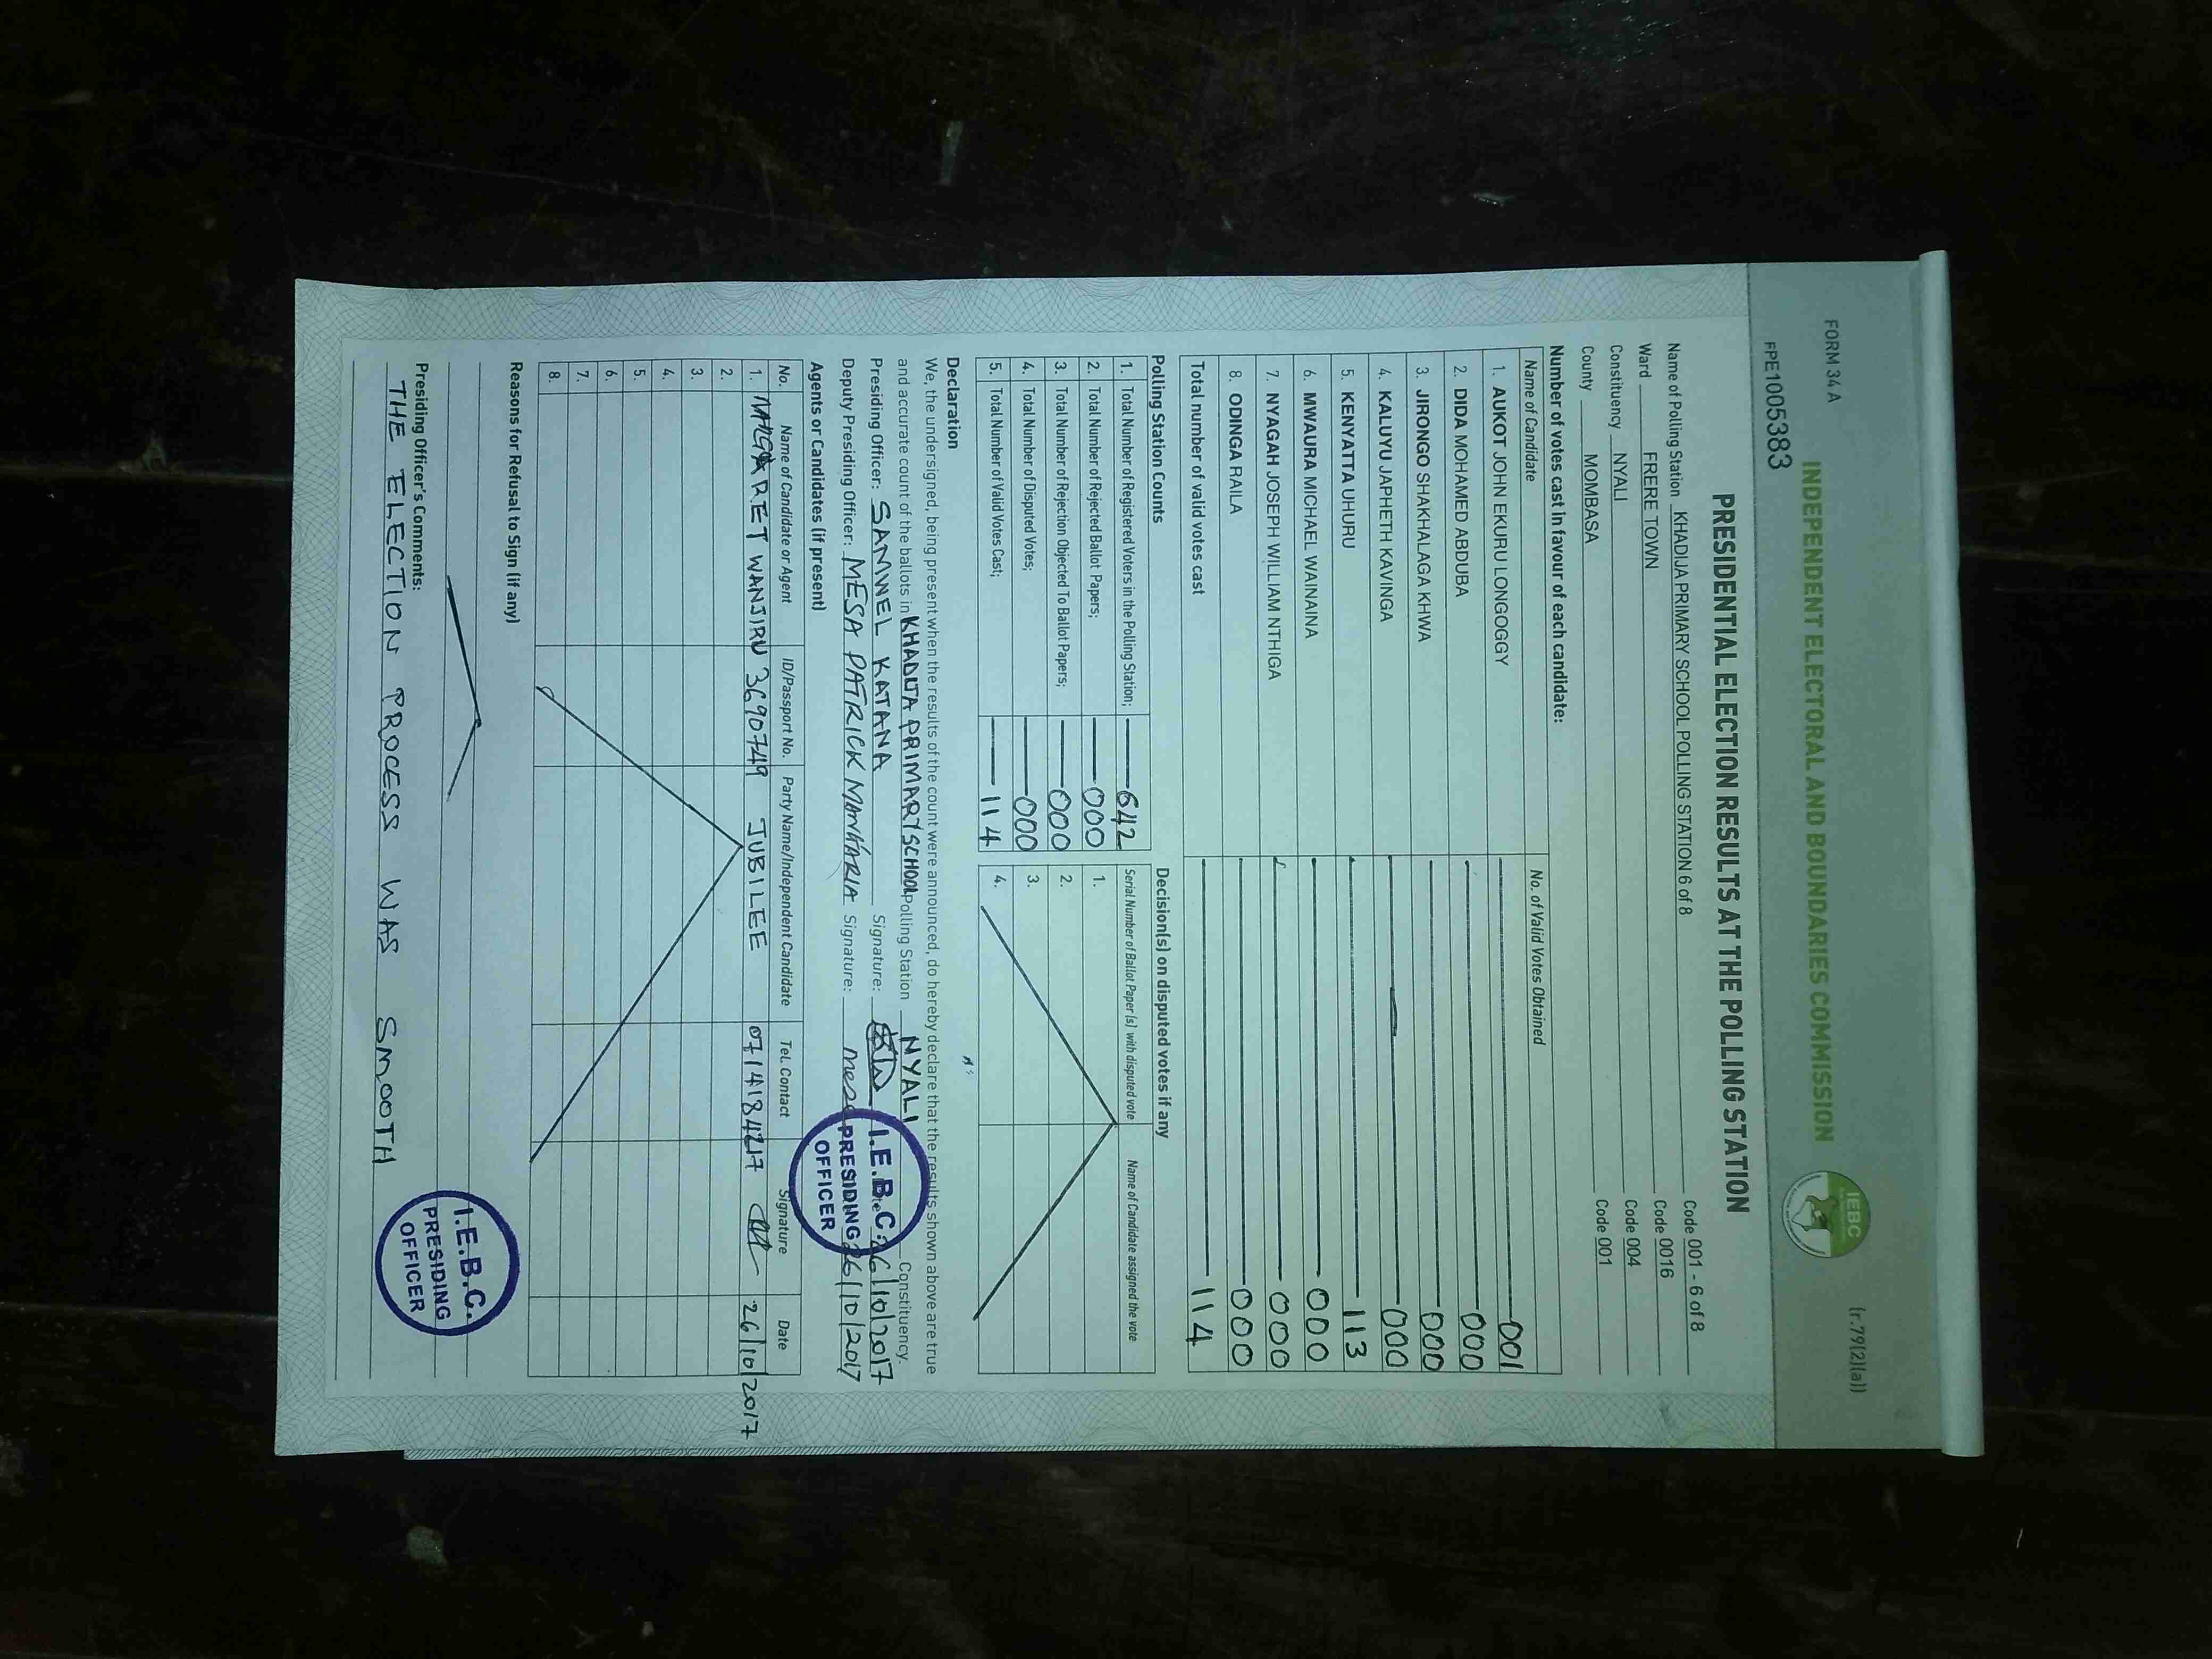 FORM 34 A
(r.79(2)(a))
INDEPENDENT ELECTORAL AND BOUNDARIES COMMISSION
IEBC
FPE1005383
PRESIDENTIAL ELECTION RESULTS AT THE POLLING STATION
Name of Polling Station KHADIJA PRIMARY SCHOOL POLLING STATION 6 of 8 Code 001 - 6 of 8
Ward FRERE TOWN Code 0016
Constituency NYALI Code 004
County MOMBASA Code 001
Number of votes cast in favour of each candidate:
Name of Candidate No. of Valid Votes Obtained
1. AUKOT JOHN EKURU LONGOGGY 001
2. DIDA MOHAMED ABDUBA 000
3. JIRONGO SHAKHALAGA KHWA 000
4. KALUYU JAPHETH KAVINGA 000
5. KENYATTA UHURU 113
6. MWAURA MICHAEL WAINAINA 000
7. NYAGAH JOSEPH WILLIAM NTHIGA 000
8. ODINGA RAILA 000
Total number of valid votes cast 114
Polling Station Counts
1. Total Number of Registered Voters in the Polling Station; 642
2. Total Number of Rejected Ballot Papers; 000
3. Total Number of Rejection Objected To Ballot Papers; 000
4. Total Number of Disputed Votes; 000
5. Total Number of Valid Votes Cast; 114
Decision(s) on disputed votes if any
Serial Number of Ballot Paper (s) with disputed vote Name of Candidate assigned the vote
1.
2.
3.
4.
Declaration
We, the undersigned, being present when the results of the count were announced, do hereby declare that the results shown above are true
and accurate count of the ballots in KHADIJA PRIMARY SCHOOL Polling Station NYALI Constituency.
Presiding Officer: SAMWEL KATANA Signature: 26/10/2017
Deputy Presiding Officer: MESA PATRICK Signature: Mesa 26/10/2017
I.E.B.C.
PRESIDING
OFFICER
Agents or Candidates (if present)
No. Name of Candidate or Agent ID/Passport No. Party Name/Independent Candidate Tel. Contact Signature Date
1. MARGARET WANJIRU 3690749 JUBILEE 0714184217 26/10/2017
2.
3.
4.
5.
6.
7.
8.
Reasons for Refusal to Sign (if any)
Presiding Officer's Comments:
THE ELECTION PROCESS WAS SMOOTH
I.E.B.C.
PRESIDING
OFFICER